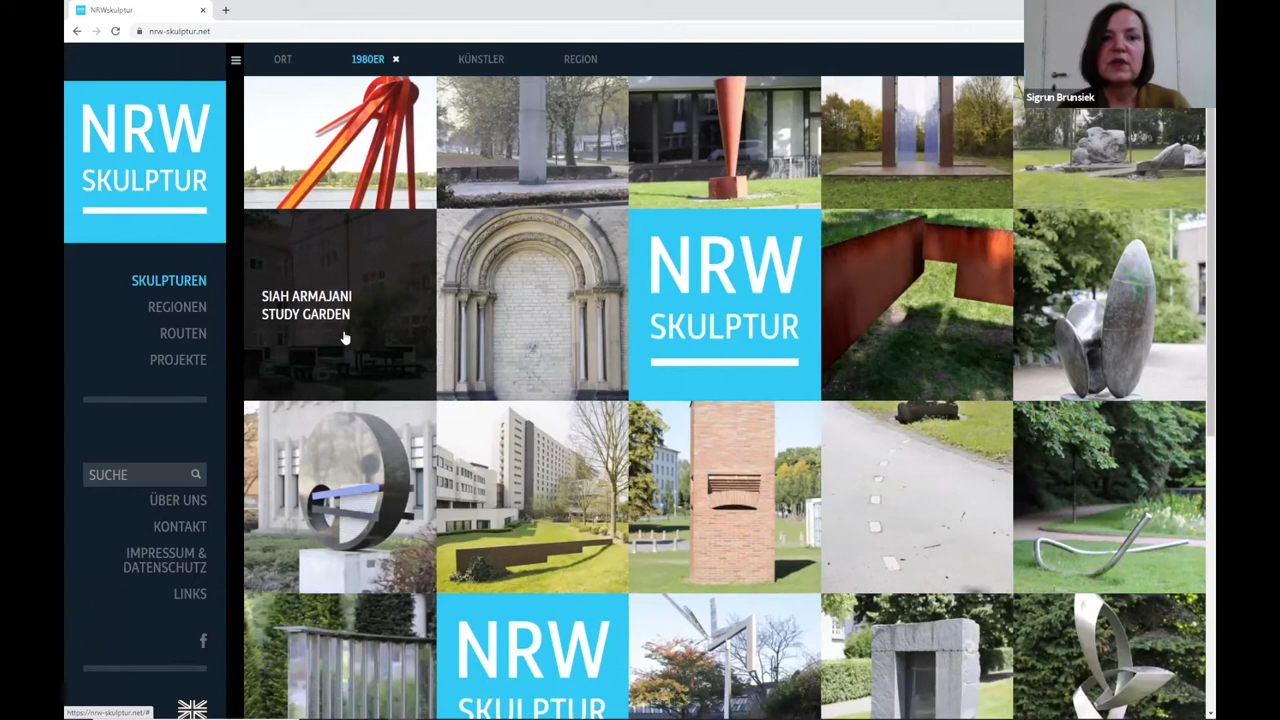 NRWskulptur
nrw-skulptur.net
ORT
1980ER
KÜNSTLER
REGION
Sigrun Brunsiek
NRW
SKULPTUR
SKULPTUREN
REGIONEN
ROUTEN
PROJEKTE
SUCHE
ÜBER UNS
KONTAKT
IMPRESSUM &
DATENSCHUTZ
LINKS
f
SIAH ARMAJANI
STUDY GARDEN
NRW
SKULPTUR
NRW
SKULPTUR
https://nrw-skulptur.net/#